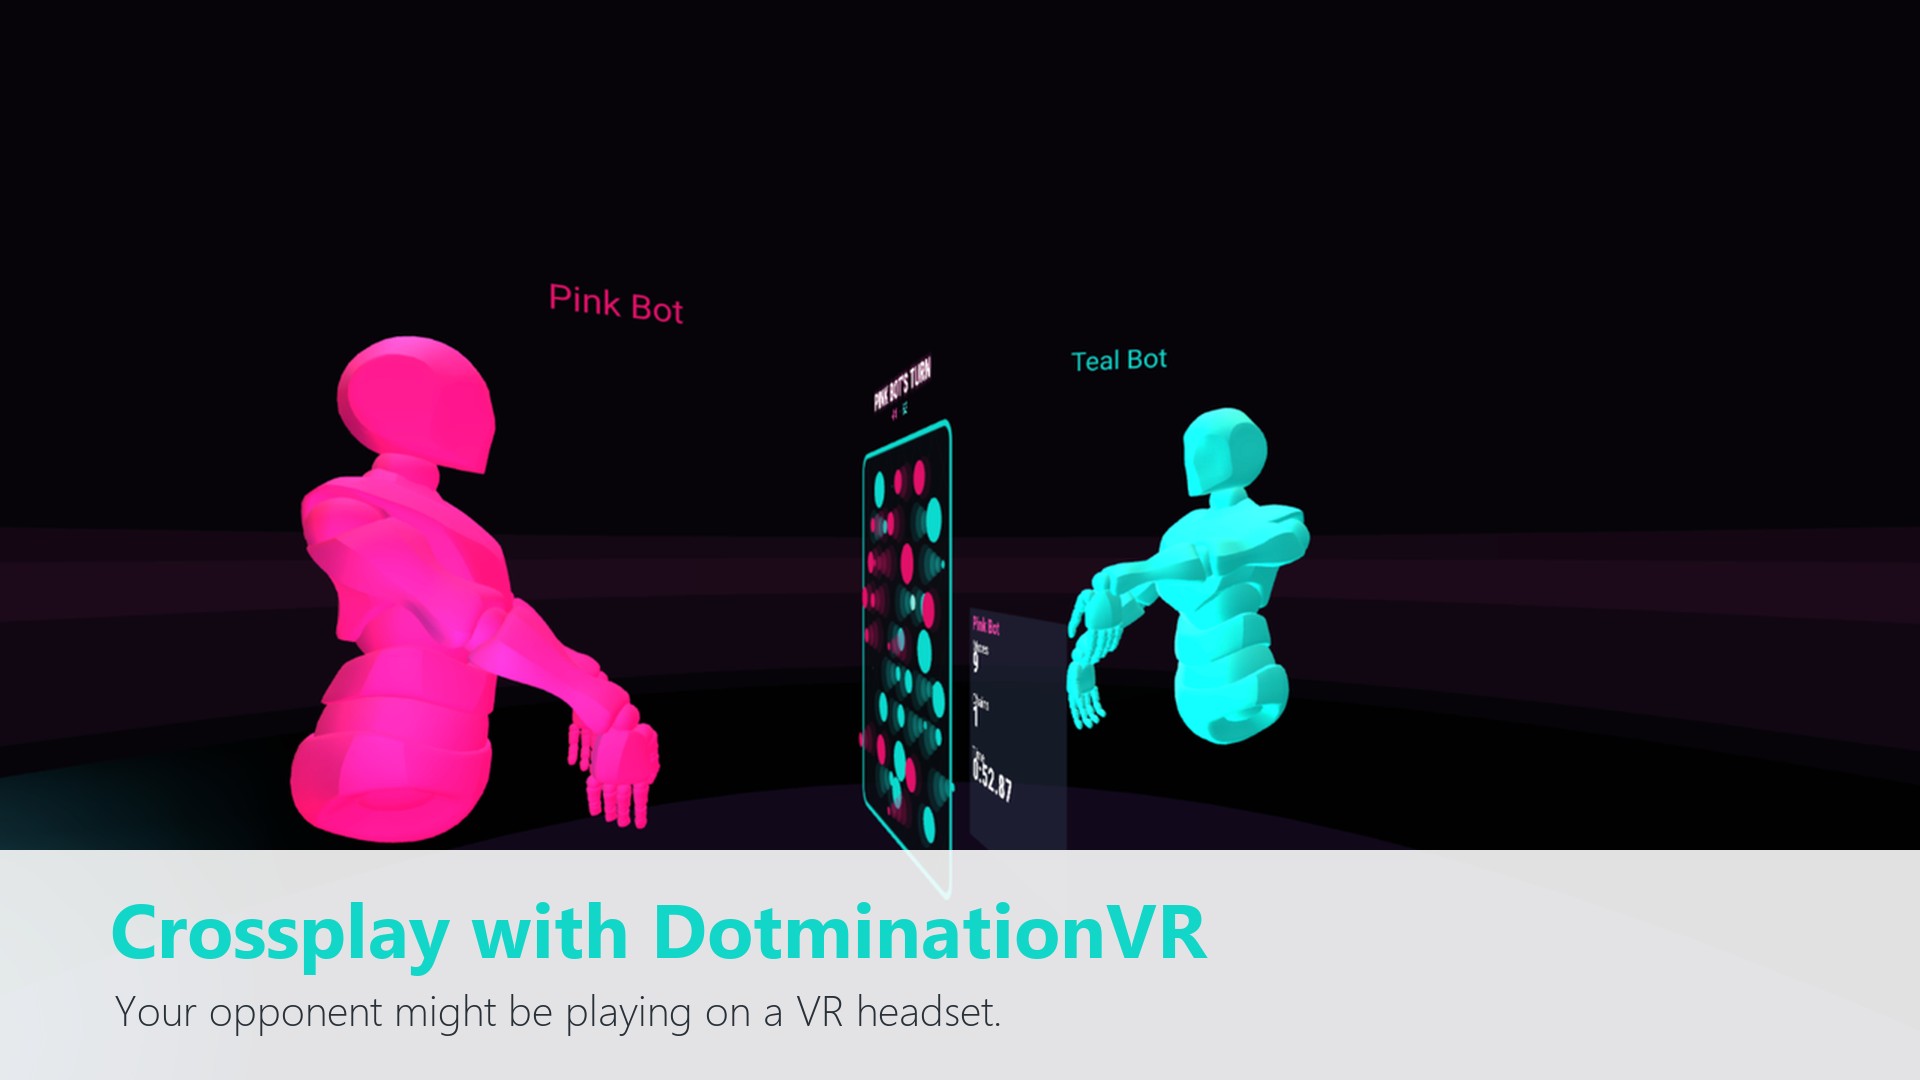 Pink Bot
Teal Bot
PINK BOT'S TURN
Pink Bot
9
1
0:52.87
Crossplay with DotminationVR
Your opponent might be playing on a VR headset.